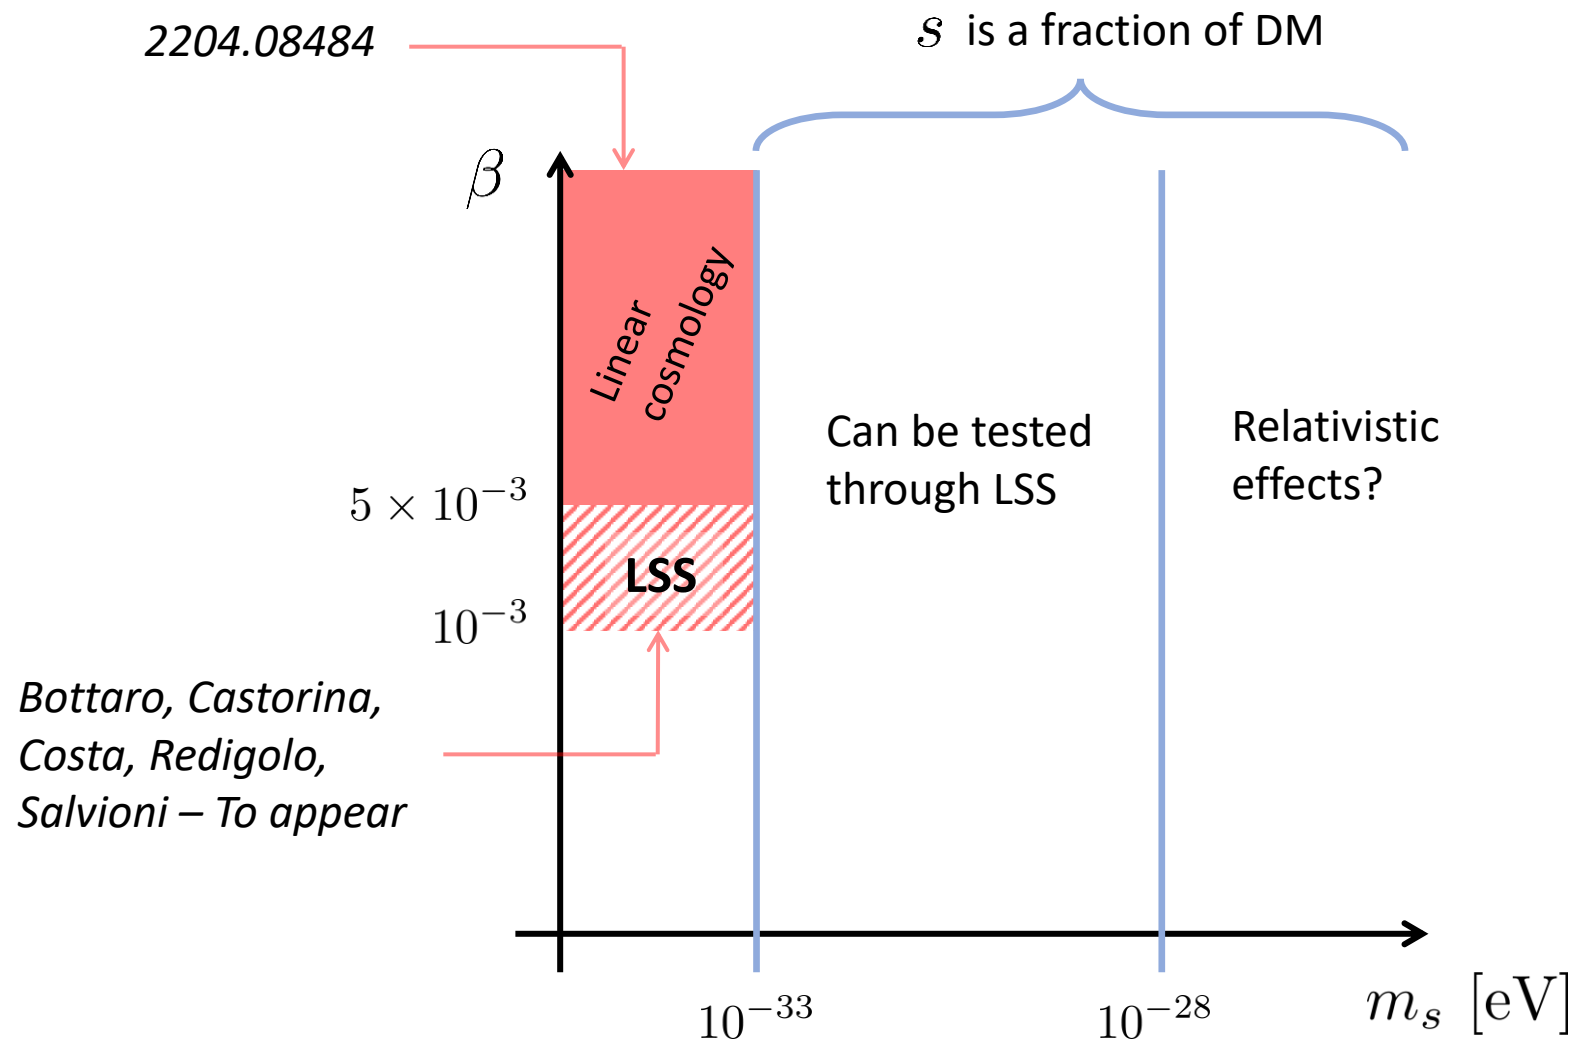 2204.08484
s is a fraction of DM
β
Linear
cosmology
Can be tested
through LSS
Relativistic
effects?
5 × 10⁻³
LSS
10⁻³
Bottaro, Castorina,
Costa, Redigolo,
Salvioni – To appear
10⁻³³
10⁻²⁸
mₛ [eV]